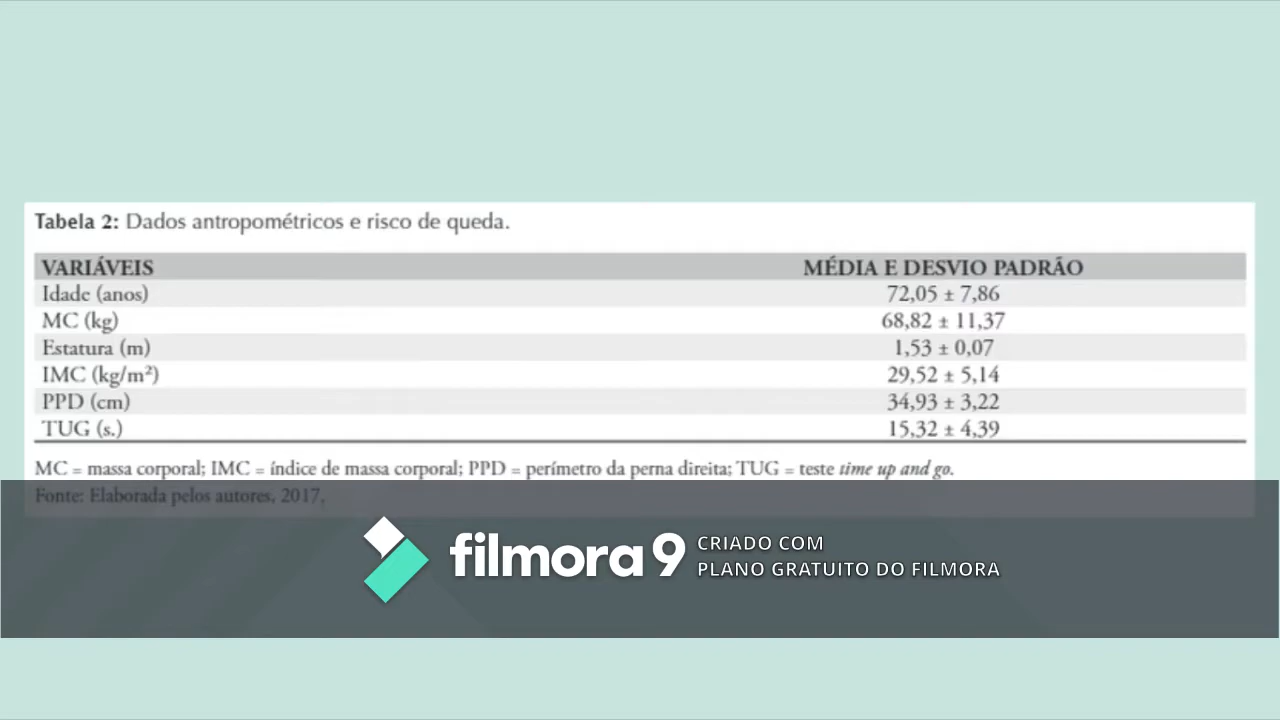 Tabela 2: Dados antropométricos e risco de queda.
VARIÁVEIS MÉDIA E DESVIO PADRÃO
Idade (anos) 72,05 ± 7,86
MC (kg) 68,82 ± 11,37
Estatura (m) 1,53 ± 0,07
IMC (kg/m²) 29,52 ± 5,14
PPD (cm) 34,93 ± 3,22
TUG (s.) 15,32 ± 4,39
MC = massa corporal; IMC = índice de massa corporal; PPD = perímetro da perna direita; TUG = teste time up and go.
Fonte: Elaborada pelos autores, 2017,
filmora 9
CRIADO COM
PLANO GRATUITO DO FILMORA